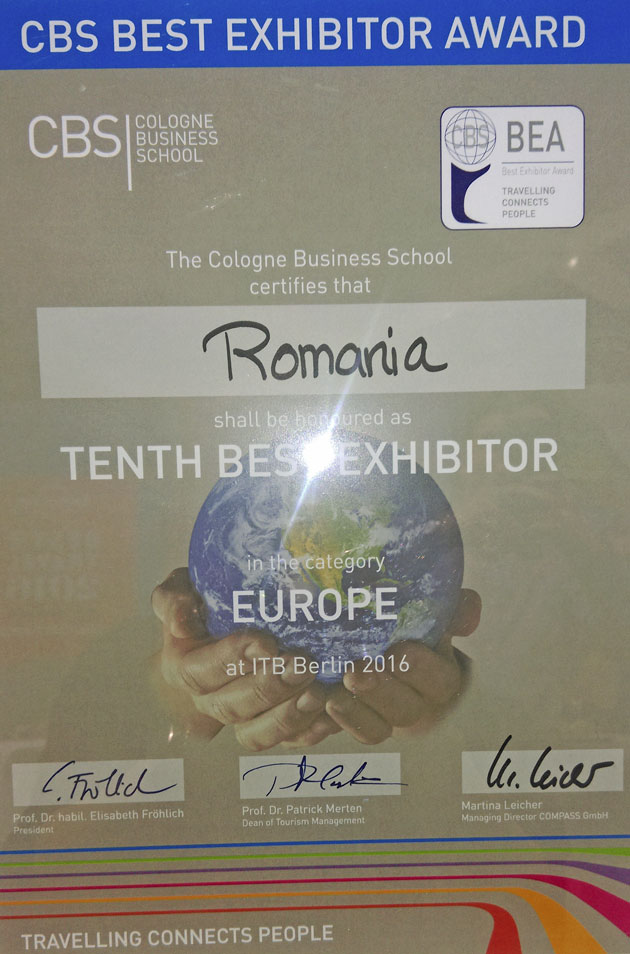 CBS BEST EXHIBITOR AWARD
CBS
COLOGNE
BUSINESS
SCHOOL
CBS
BEA
Best Exhibitor Award
TRAVELLING
CONNECTS
PEOPLE
The Cologne Business School
certifies that
Romania
shall be honoured as
TENTH BEST EXHIBITOR
in the category
EUROPE
at ITB Berlin 2016
Prof. Dr. habil. Elisabeth Fröhlich
President
Prof. Dr. Patrick Merten
Dean of Tourism Management
M. Leicher
Martina Leicher
Managing Director COMPASS GmbH
TRAVELLING CONNECTS PEOPLE